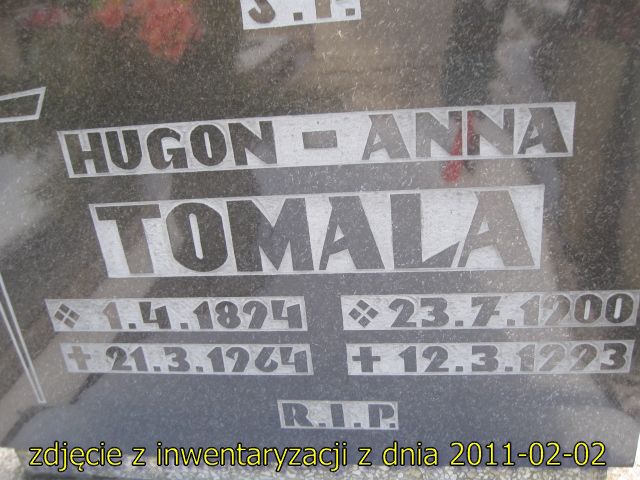 Ś.P.
HUGON - ANNA
TOMALA
1.4.1894 23.7.1900
+ 21.3.1964 + 12.3.1993
R.I.P.
zdjęcie z inwentaryzacji z dnia 2011-02-02